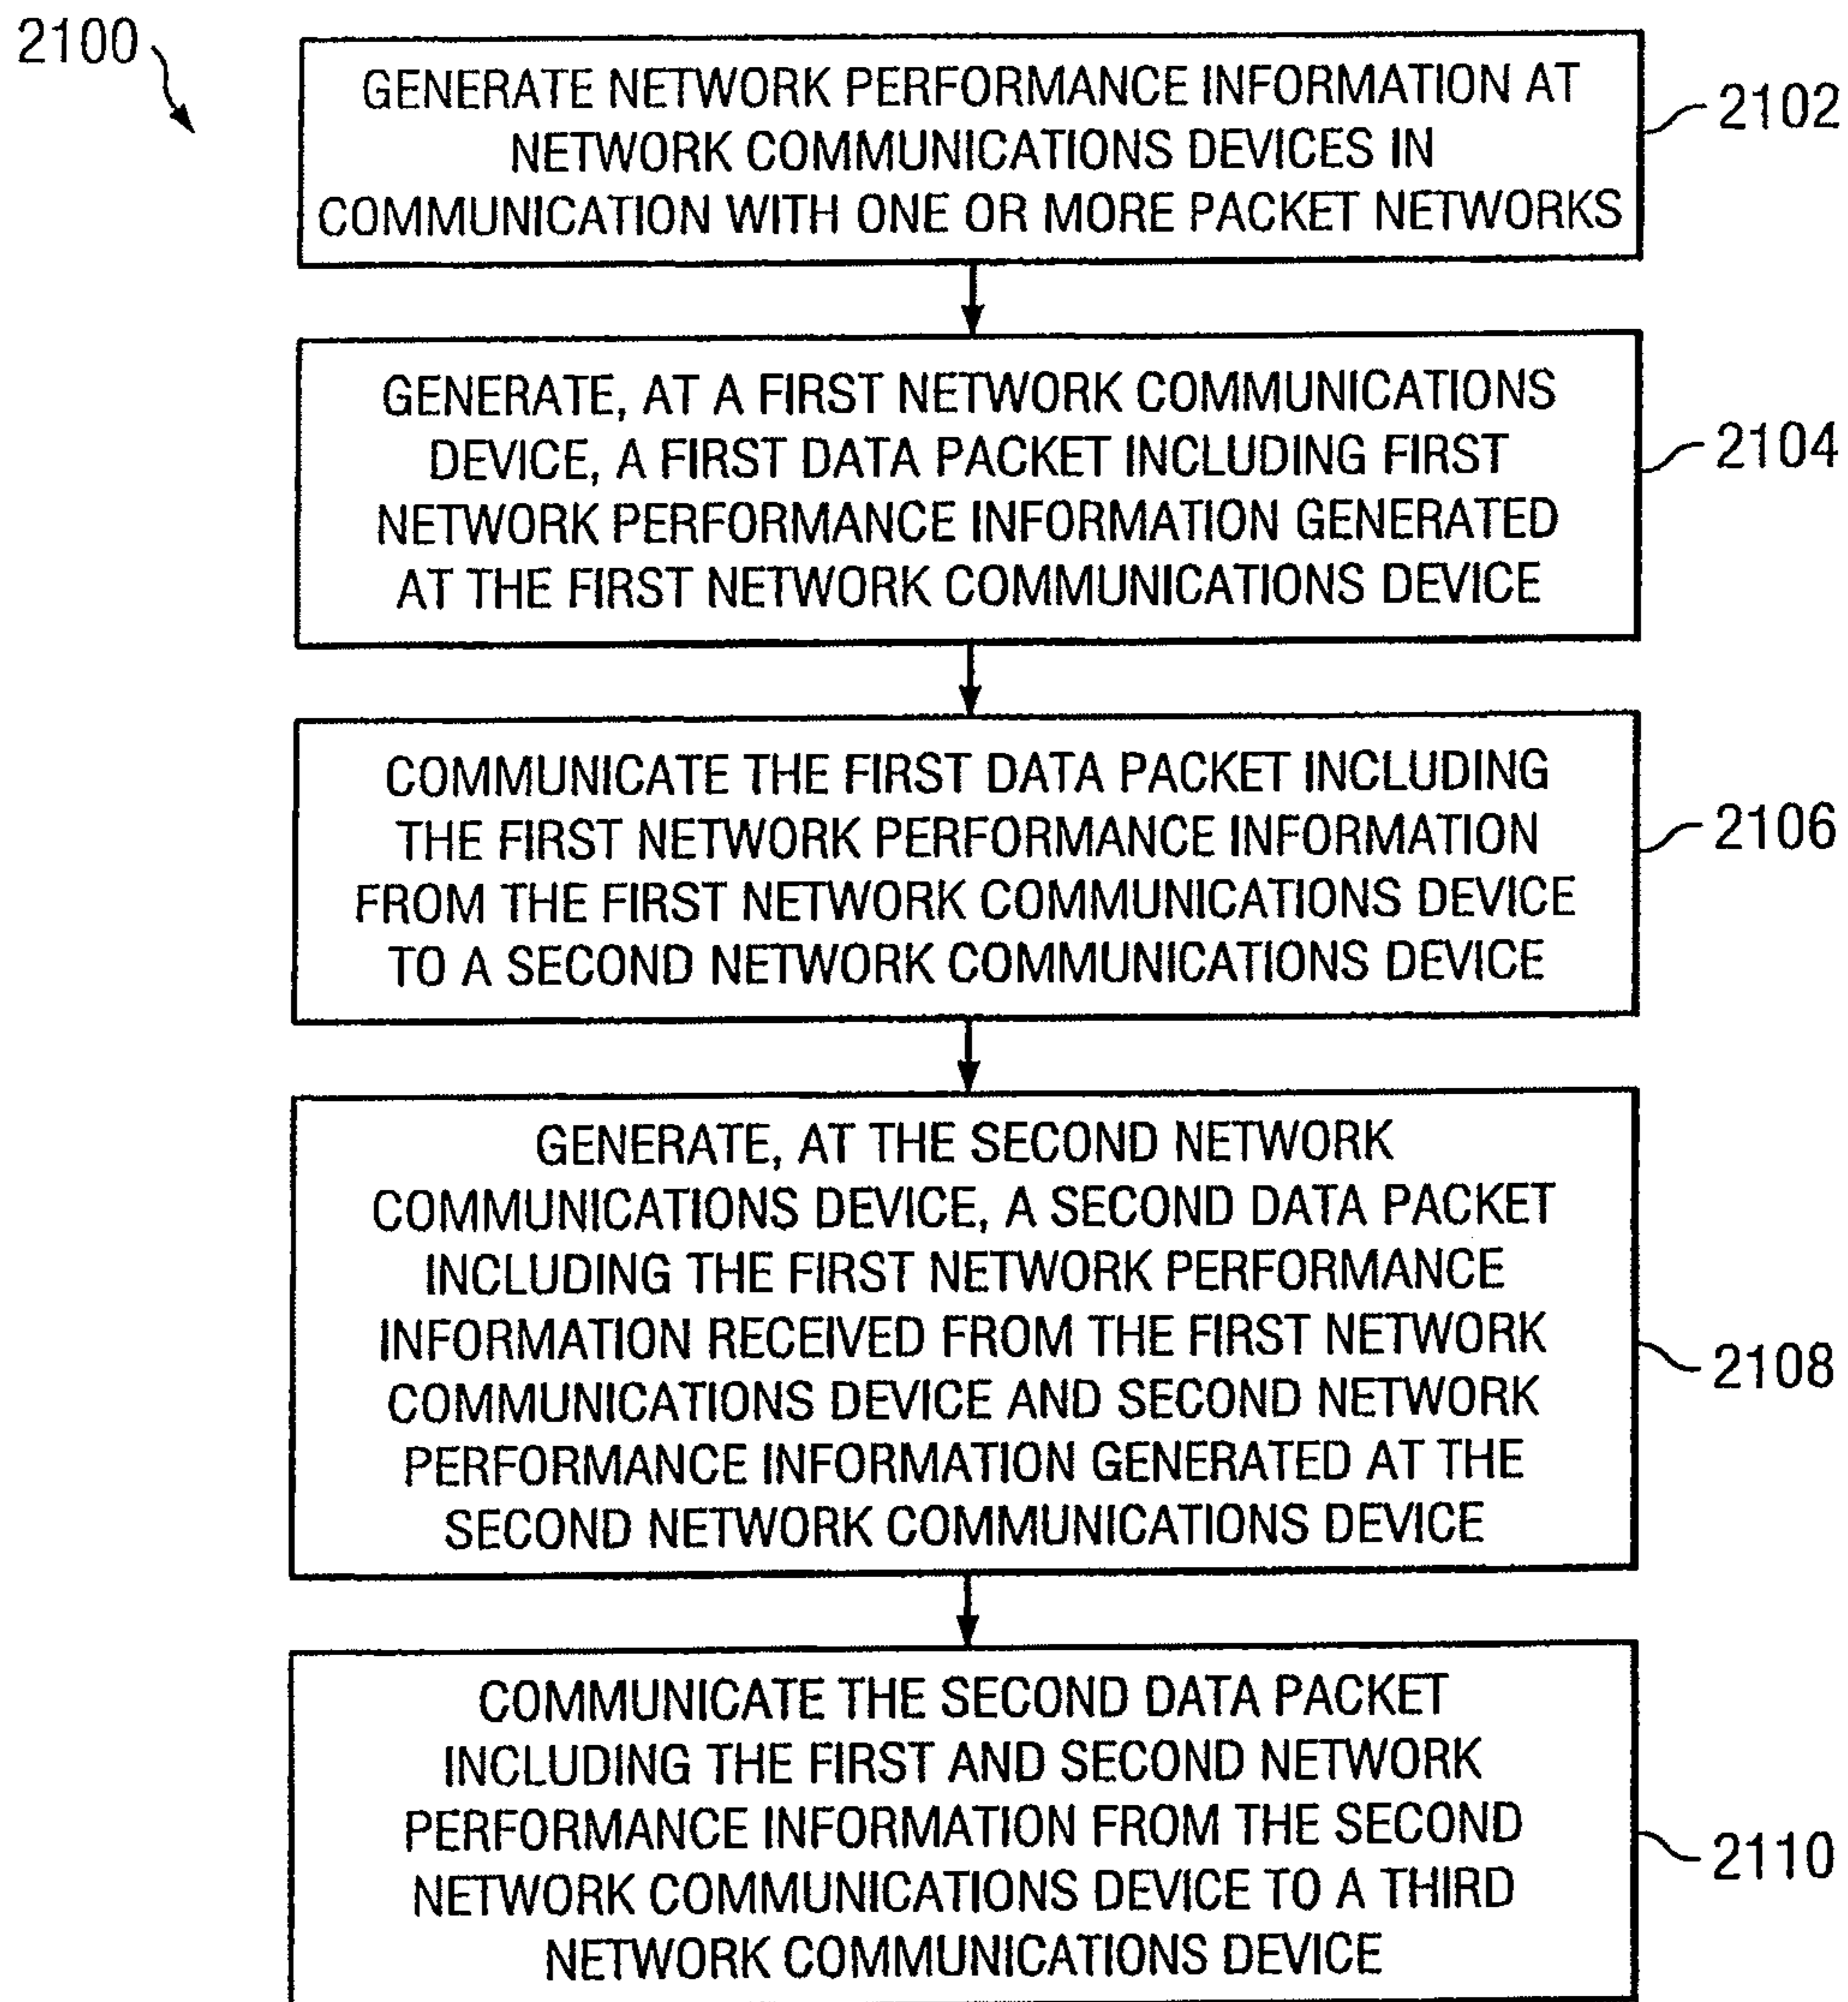 2100
GENERATE NETWORK PERFORMANCE INFORMATION AT
NETWORK COMMUNICATIONS DEVICES IN
COMMUNICATION WITH ONE OR MORE PACKET NETWORKS
2102
GENERATE, AT A FIRST NETWORK COMMUNICATIONS
DEVICE, A FIRST DATA PACKET INCLUDING FIRST
NETWORK PERFORMANCE INFORMATION GENERATED
AT THE FIRST NETWORK COMMUNICATIONS DEVICE
2104
COMMUNICATE THE FIRST DATA PACKET INCLUDING
THE FIRST NETWORK PERFORMANCE INFORMATION
FROM THE FIRST NETWORK COMMUNICATIONS DEVICE
TO A SECOND NETWORK COMMUNICATIONS DEVICE
2106
GENERATE, AT THE SECOND NETWORK
COMMUNICATIONS DEVICE, A SECOND DATA PACKET
INCLUDING THE FIRST NETWORK PERFORMANCE
INFORMATION RECEIVED FROM THE FIRST NETWORK
COMMUNICATIONS DEVICE AND SECOND NETWORK
PERFORMANCE INFORMATION GENERATED AT THE
SECOND NETWORK COMMUNICATIONS DEVICE
2108
COMMUNICATE THE SECOND DATA PACKET
INCLUDING THE FIRST AND SECOND NETWORK
PERFORMANCE INFORMATION FROM THE SECOND
NETWORK COMMUNICATIONS DEVICE TO A THIRD
NETWORK COMMUNICATIONS DEVICE
2110